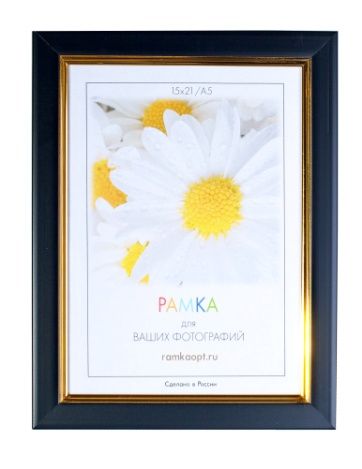 15x21/A5
РАМКА
для
ВАШИХ ФОТОГРАФИЙ
ramkaopt.ru
Сделано в России